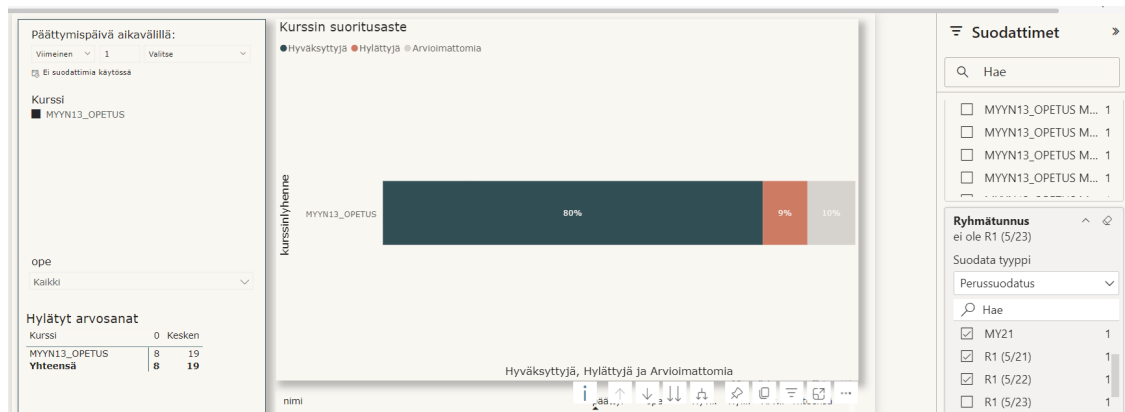 Päättymispäivä aikavälillä:
Viimeinen 1 Valitse
Ei suodattimia käytössä
Kurssi
MYYN13_OPETUS
ope
Kaikki
Hylätyt arvosanat
Kurssi 0 Kesken
MYYN13_OPETUS 8 19
Yhteensä 8 19
Kurssin suoritusaste
Hyväksyttyjä Hylättyjä Arvioimattomia
kurssinlyhenne
MYYN13_OPETUS 80% 9% 10%
Hyväksyttyjä, Hylättyjä ja Arvioimattomia
nimi
Suodattimet
Hae
MYYN13_OPETUS M... 1
MYYN13_OPETUS M... 1
MYYN13_OPETUS M... 1
MYYN13_OPETUS M... 1
Ryhmätunnus
ei ole R1 (5/23)
Suodata tyyppi
Perussuodatus
Hae
MY21 1
R1 (5/21) 1
R1 (5/22) 1
R1 (5/23) 1